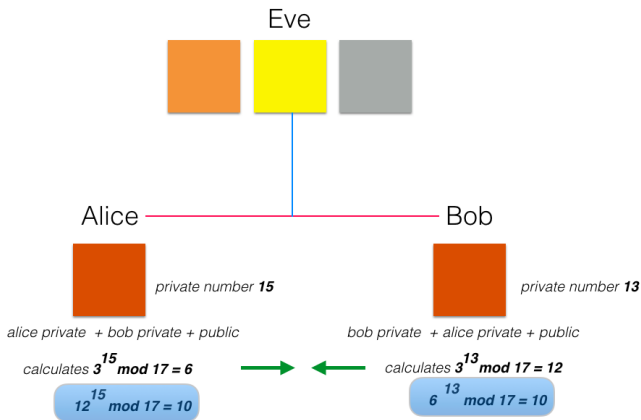 Eve
Alice
Bob
private number 15
private number 13
alice private + bob private + public
bob private + alice private + public
calculates 3^15 mod 17 = 6
calculates 3^13 mod 17 = 12
12^15 mod 17 = 10
6^13 mod 17 = 10